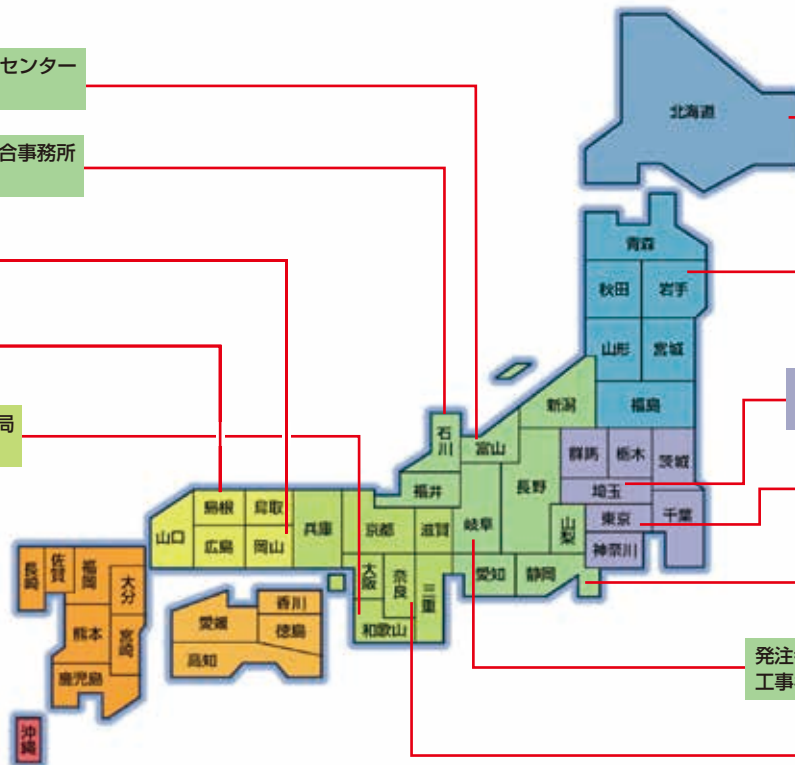 センター
合事務所
局
発注
工事
北海道
青森
秋田
岩手
山形
宮城
福島
新潟
石川
富山
福井
長野
岐阜
群馬
栃木
茨城
埼玉
東京
千葉
山梨
神奈川
愛知
静岡
島根
鳥取
兵庫
京都
滋賀
山口
広島
岡山
大阪
奈良
三重
和歌山
長崎
佐賀
福岡
大分
熊本
宮崎
鹿児島
愛媛
香川
徳島
高知
沖縄